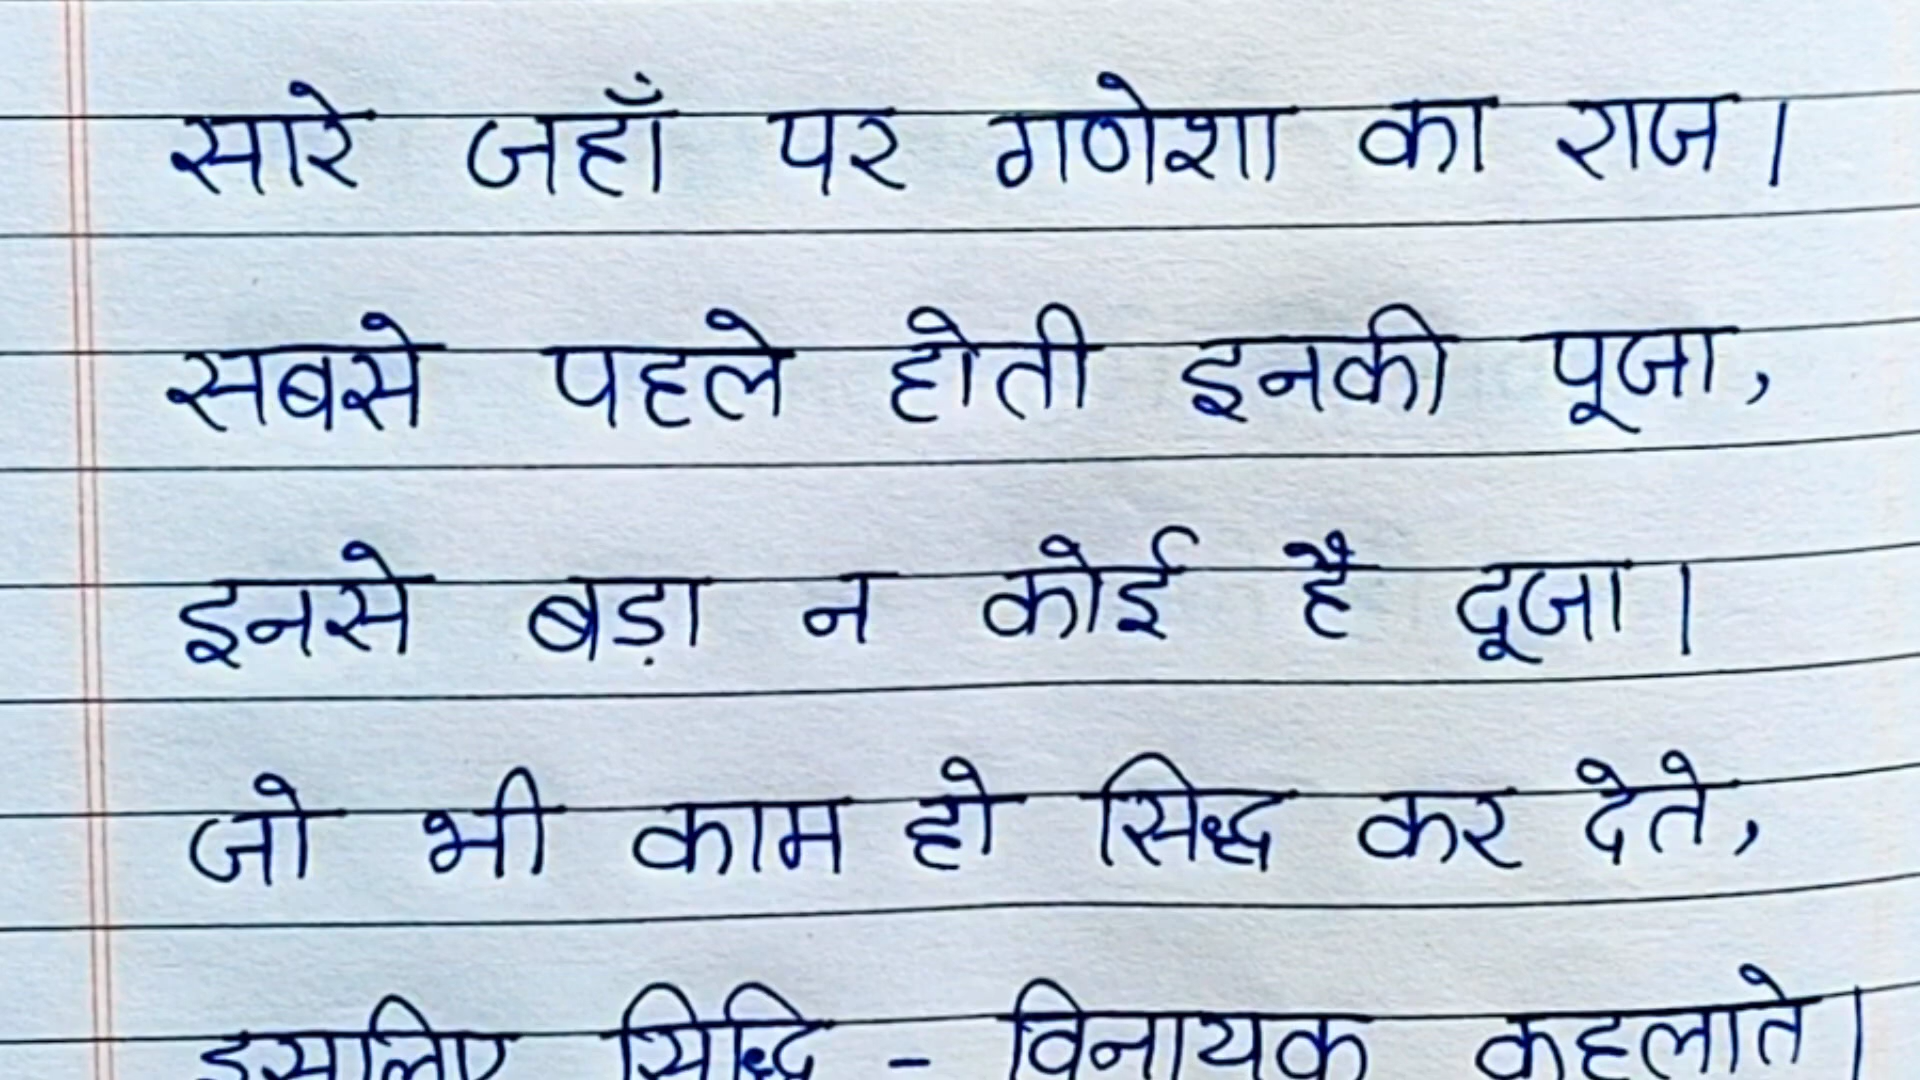 सारे जहाँ पर गणेशा का राज।
सबसे पहले होती इनकी पूजा,
इनसे बड़ा न कोई है दूजा।
जो भी काम हो सिद्ध कर देते,
इसलिए सिद्धि - विनायक कहलाते।